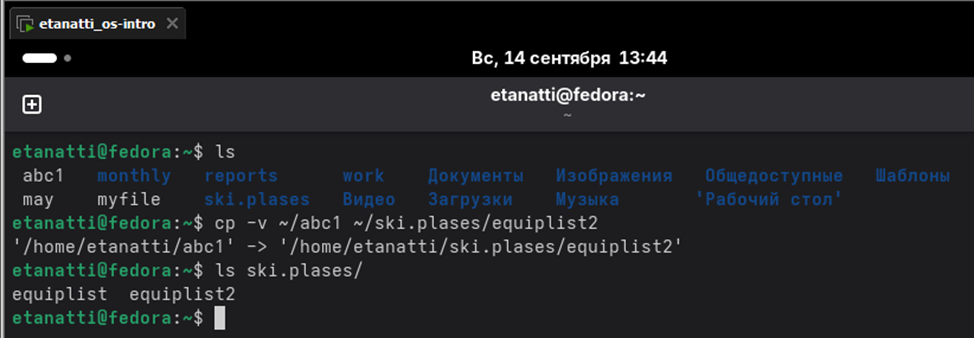 etanatti_os-intro
Вс, 14 сентября 13:44
etanatti@fedora:~
~
etanatti@fedora:~$ ls
abc1 monthly reports work Документы Изображения Общедоступные Шаблоны
may myfile ski.plases Видео Загрузки Музыка 'Рабочий стол'
etanatti@fedora:~$ cp -v ~/abc1 ~/ski.plases/equiplist2
'/home/etanatti/abc1' -> '/home/etanatti/ski.plases/equiplist2'
etanatti@fedora:~$ ls ski.plases/
equiplist equiplist2
etanatti@fedora:~$